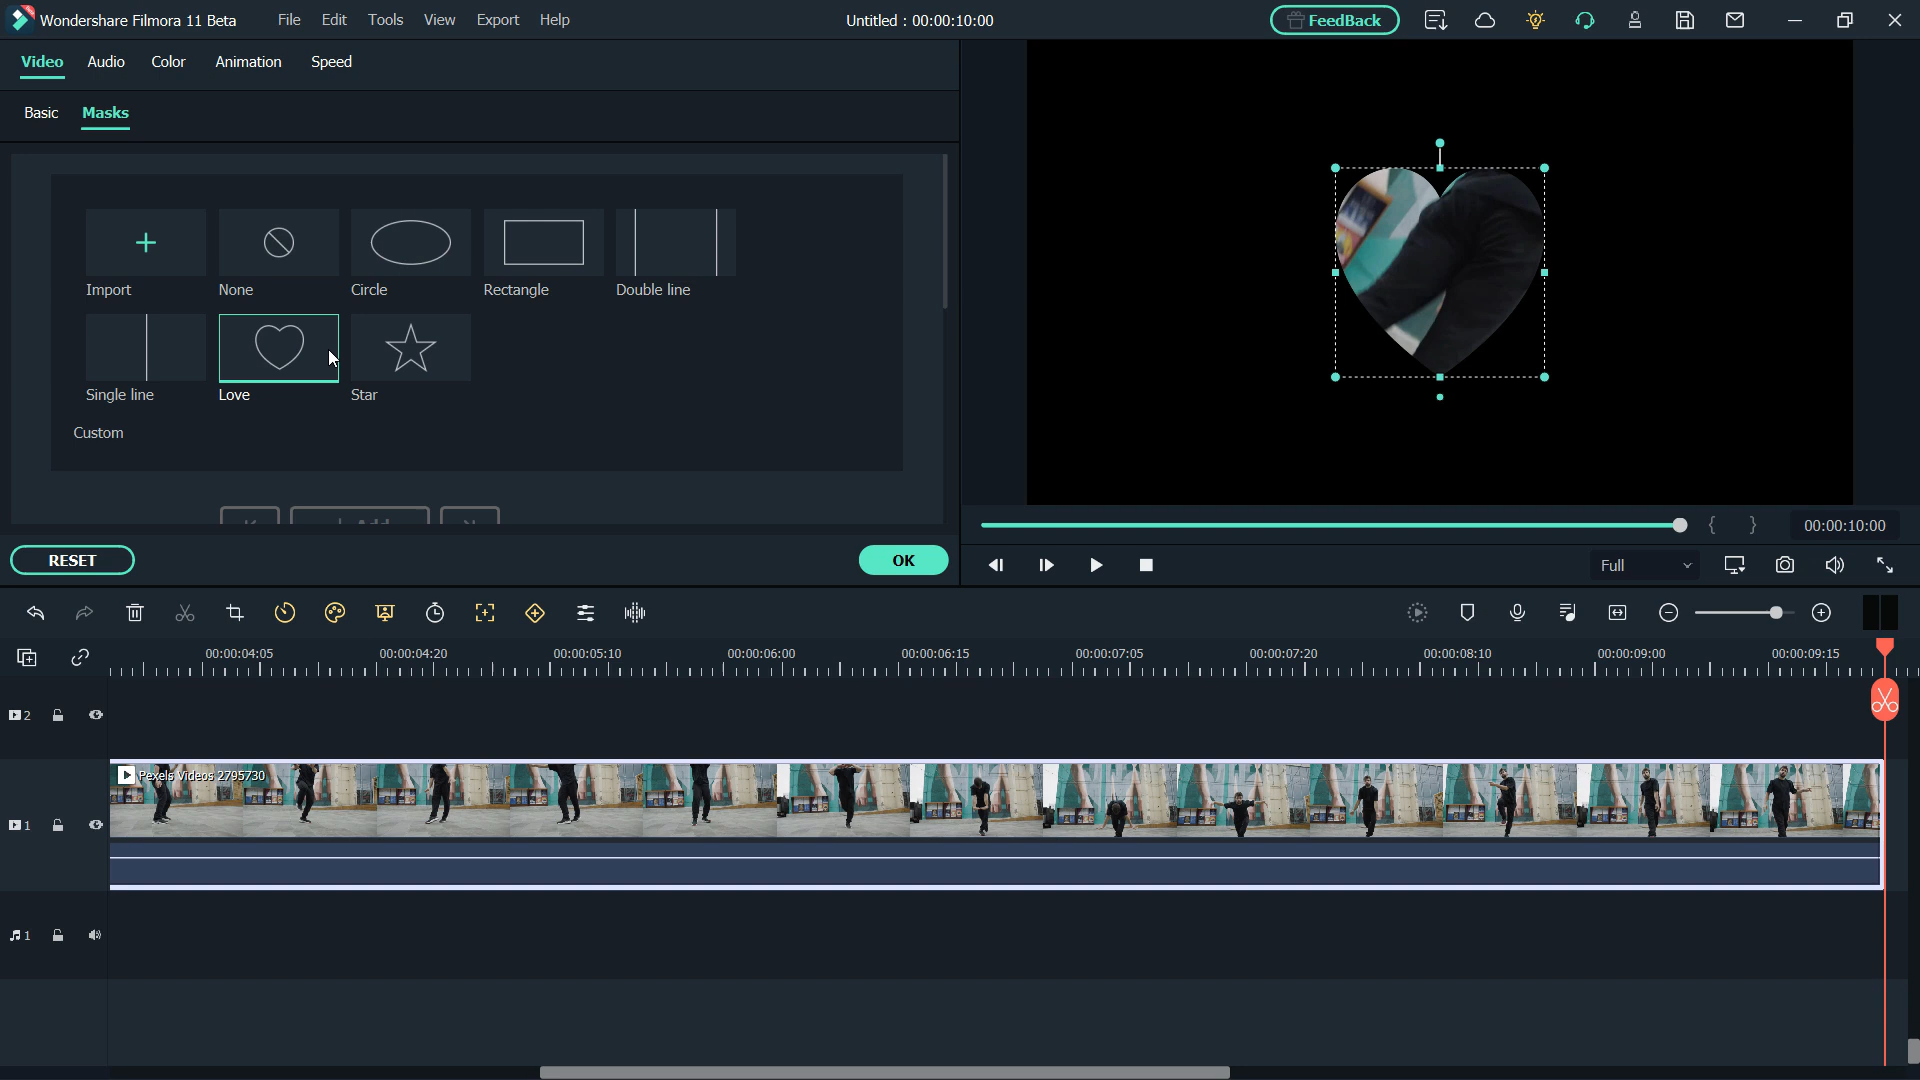 Wondershare Filmora 11 Beta File Edit Tools View Export Help Untitled : 00:00:10:00 FeedBack
Video Audio Color Animation Speed
Basic Masks
Import None Circle Rectangle Double line
Single line Love Star
Custom
RESET OK
00:00:10:00
Full
00:00:04:05 00:00:04:20 00:00:05:10 00:00:06:00 00:00:06:15 00:00:07:05 00:00:07:20 00:00:08:10 00:00:09:00 00:00:09:15
2
Pexels Videos 2795730
1
1